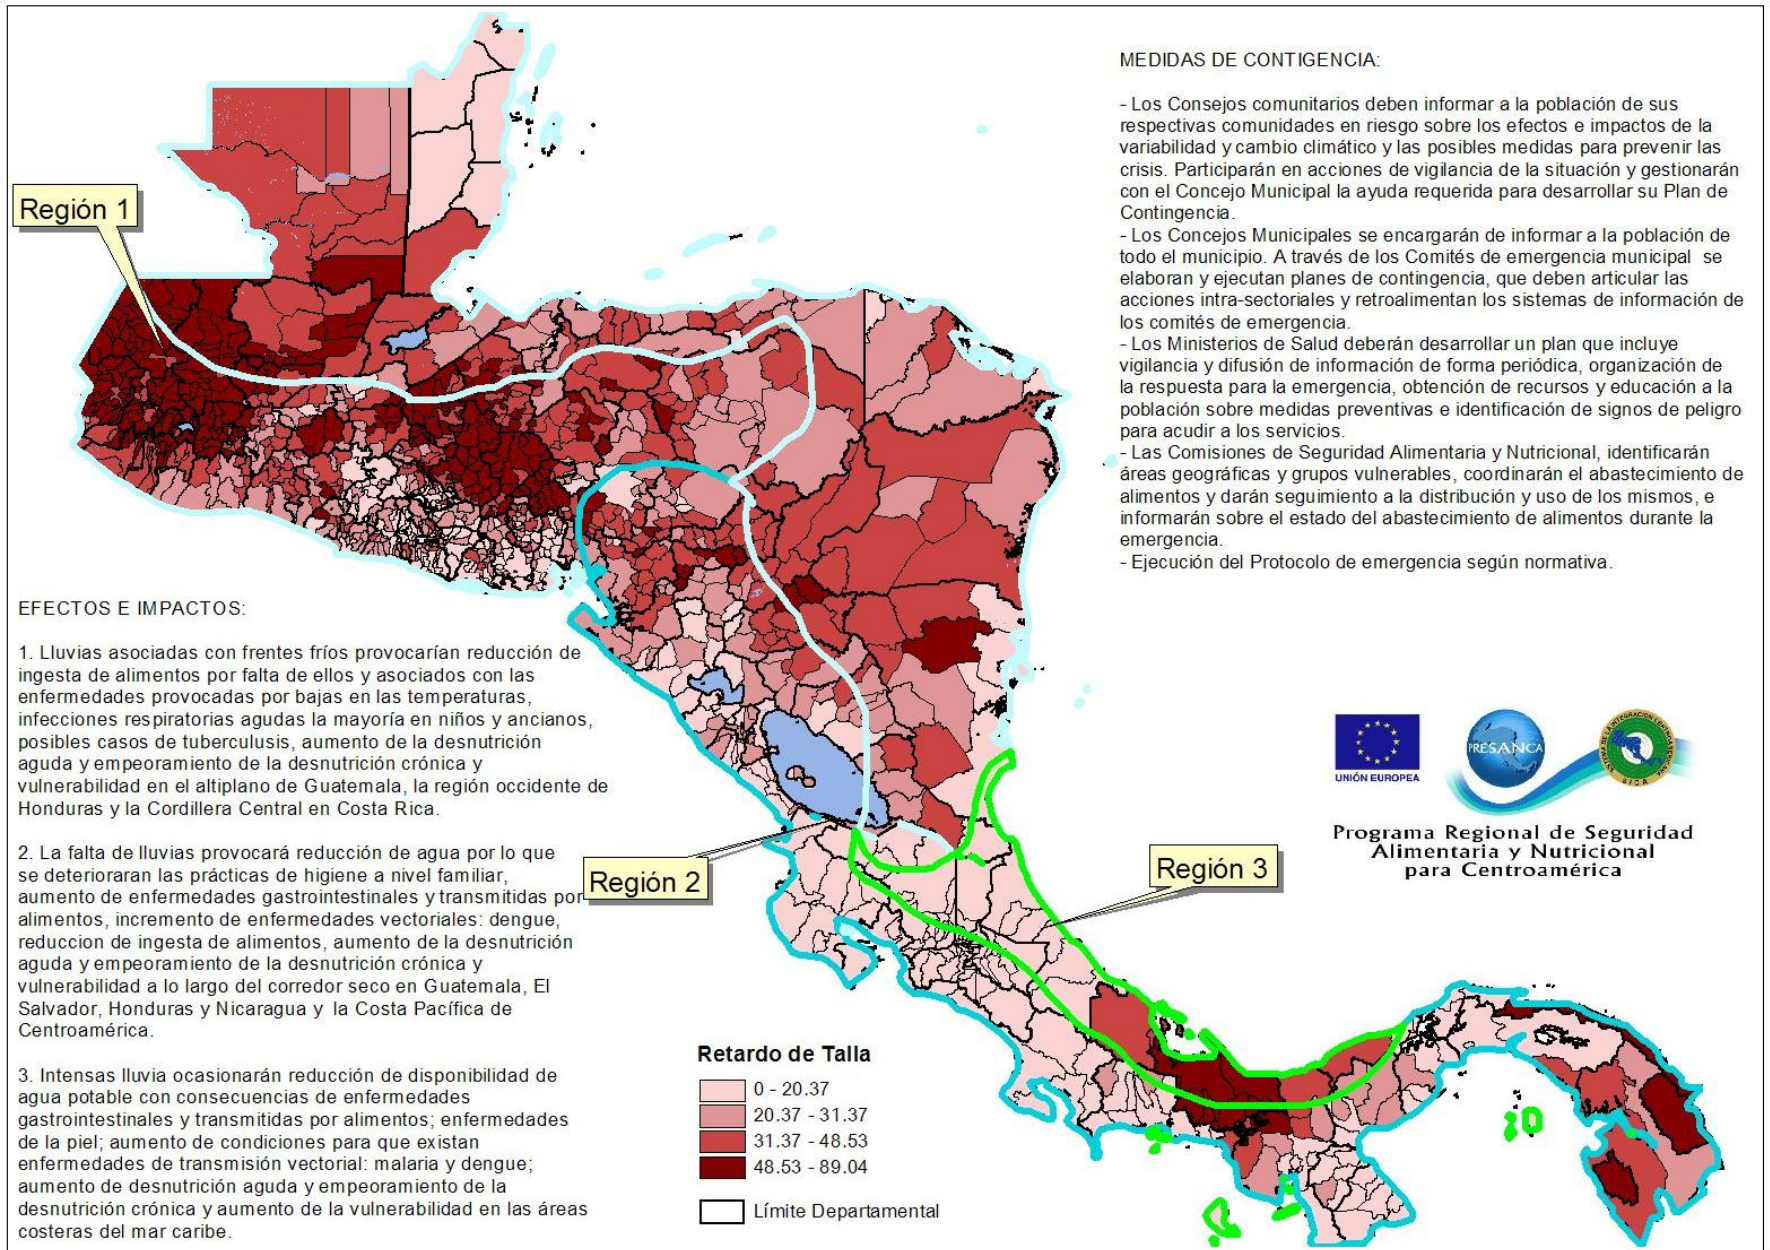 MEDIDAS DE CONTIGENCIA:
- Los Consejos comunitarios deben informar a la población de sus
respectivas comunidades en riesgo sobre los efectos e impactos de la
variabilidad y cambio climático y las posibles medidas para prevenir las
crisis. Participarán en acciones de vigilancia de la situación y gestionarán
con el Concejo Municipal la ayuda requerida para desarrollar su Plan de
Contingencia.
- Los Concejos Municipales se encargarán de informar a la población de
todo el municipio. A través de los Comités de emergencia municipal se
elaboran y ejecutan planes de contingencia, que deben articular las
acciones intra-sectoriales y retroalimentan los sistemas de información de
los comités de emergencia.
- Los Ministerios de Salud deberán desarrollar un plan que incluye
vigilancia y difusión de información de forma periódica, organización de
la respuesta para la emergencia, obtención de recursos y educación a la
población sobre medidas preventivas e identificación de signos de peligro
para acudir a los servicios.
- Las Comisiones de Seguridad Alimentaria y Nutricional, identificarán
áreas geográficas y grupos vulnerables, coordinarán el abastecimiento de
alimentos y darán seguimiento a la distribución y uso de los mismos, e
informarán sobre el estado del abastecimiento de alimentos durante la
emergencia.
- Ejecución del Protocolo de emergencia según normativa.
Región 1
EFECTOS E IMPACTOS:
1. Lluvias asociadas con frentes fríos provocarían reducción de
ingesta de alimentos por falta de ellos y asociados con las
enfermedades provocadas por bajas en las temperaturas,
infecciones respiratorias agudas la mayoría en niños y ancianos,
posibles casos de tuberculusis, aumento de la desnutrición
aguda y empeoramiento de la desnutrición crónica y
vulnerabilidad en el altiplano de Guatemala, la región occidente de
Honduras y la Cordillera Central en Costa Rica.
2. La falta de lluvias provocará reducción de agua por lo que
se deterioraran las prácticas de higiene a nivel familiar,
aumento de enfermedades gastrointestinales y transmitidas por
alimentos, incremento de enfermedades vectoriales: dengue,
reduccion de ingesta de alimentos, aumento de la desnutrición
aguda y empeoramiento de la desnutrición crónica y
vulnerabilidad a lo largo del corredor seco en Guatemala, El
Salvador, Honduras y Nicaragua y la Costa Pacífica de
Centroamérica.
3. Intensas lluvia ocasionarán reducción de disponibilidad de
agua potable con consecuencias de enfermedades
gastrointestinales y transmitidas por alimentos; enfermedades
de la piel; aumento de condiciones para que existan
enfermedades de transmisión vectorial: malaria y dengue;
aumento de desnutrición aguda y empeoramiento de la
desnutrición crónica y aumento de la vulnerabilidad en las áreas
costeras del mar caribe.
Región 2
Región 3
UNIÓN EUROPEA
PRESANCA
SICA
Programa Regional de Seguridad
Alimentaria y Nutricional
para Centroamérica
Retardo de Talla
0 - 20.37
20.37 - 31.37
31.37 - 48.53
48.53 - 89.04
Límite Departamental